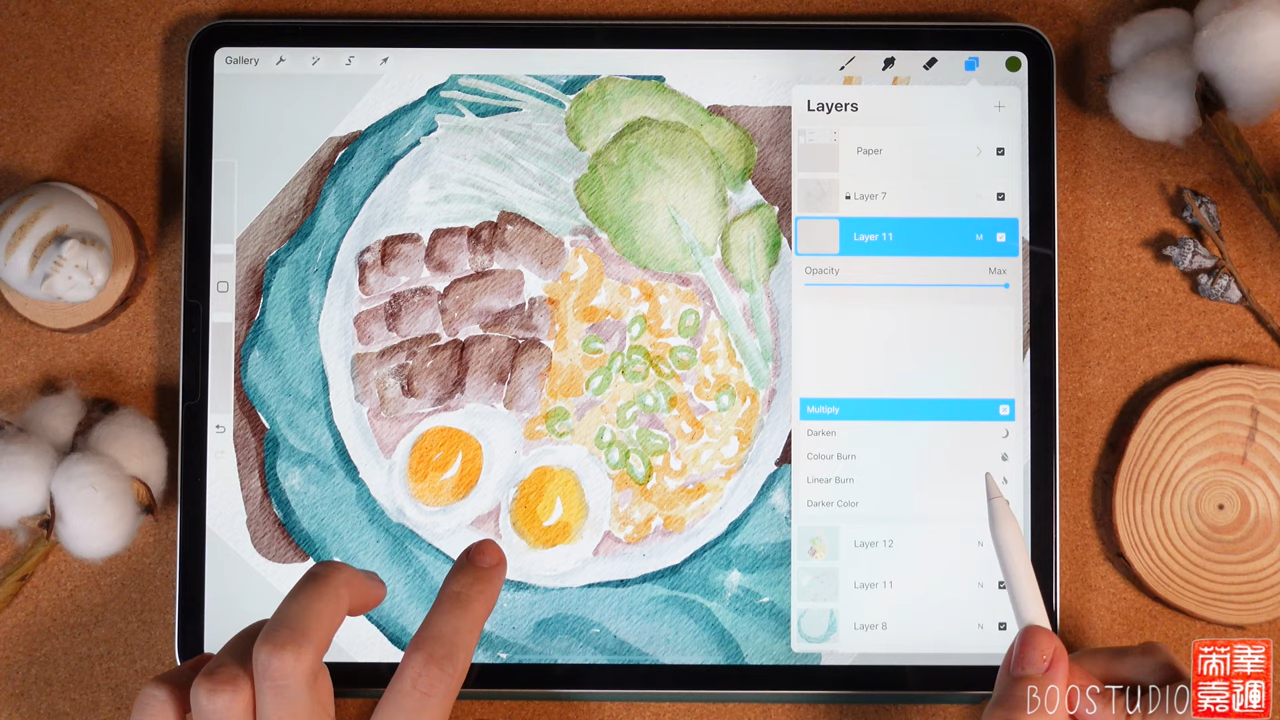 Gallery
Layers
Paper
Layer 7
Layer 11 M
Opacity Max
Multiply
Darken
Colour Burn
Linear Burn
Darker Color
Layer 12 N
Layer 11 N
Layer 8 N
BOOSTUDIO